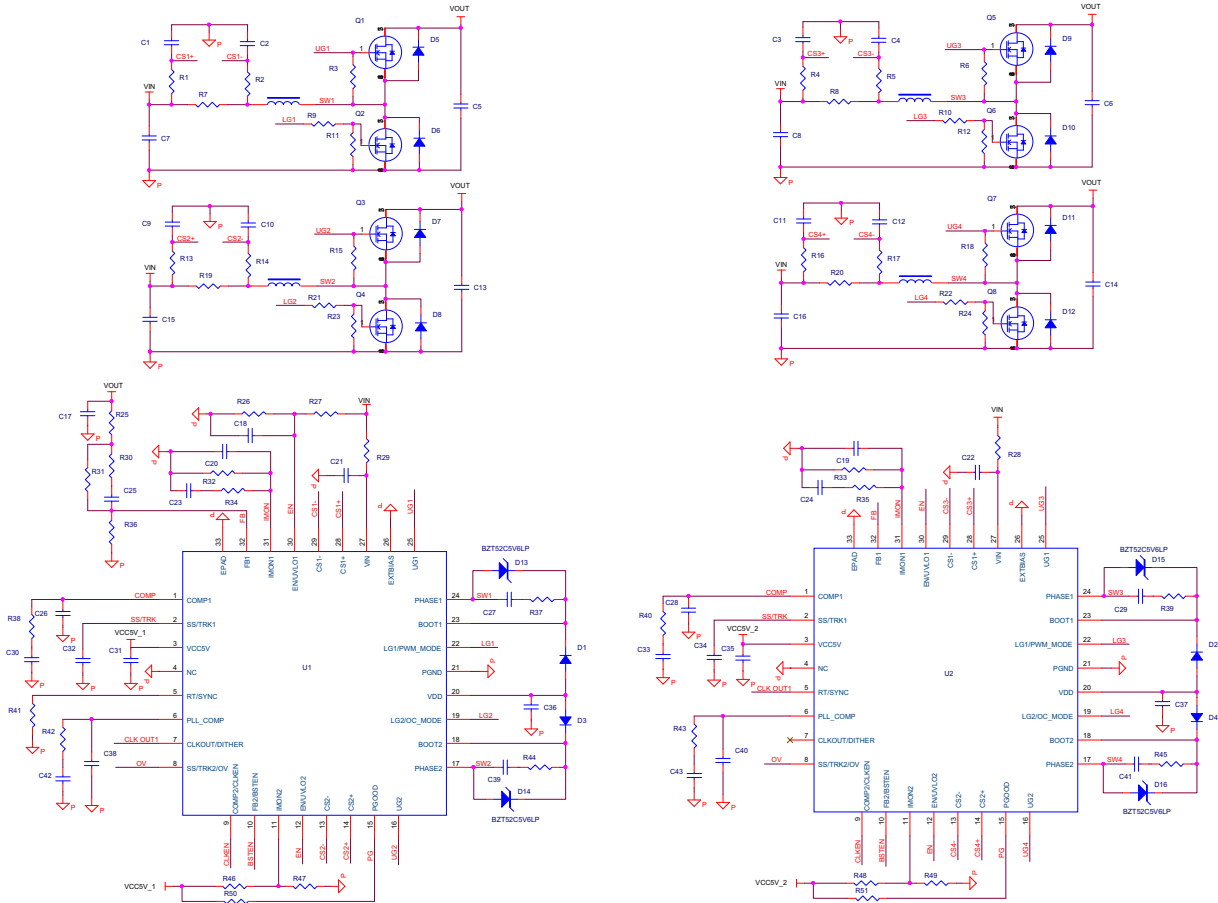 VOUT
VOUT
Q1
Q5
C1
C2
P
D5
C3
C4
P
D9
UG1
1
UG3
1
CS1+
CS1-
CS3+
CS3-
R3
R6
R1
R2
R4
R5
VIN
VIN
R7
SW1
R8
SW3
C5
C6
LG1
R9
Q2
LG3
R10
Q6
R11
R12
C7
D6
C8
D10
P
P
VOUT
VOUT
Q3
Q7
C9
C10
P
D7
C11
C12
P
D11
UG2
1
UG4
1
CS2+
CS2-
CS4+
CS4-
R15
R18
R13
R14
R16
R17
VIN
VIN
R19
SW2
R20
SW4
C13
C14
LG2
R21
Q4
LG4
R22
Q8
R23
R24
C15
D8
C16
D12
P
P
VOUT
C17
R25
P
R26
R27
VIN
P
C18
R29
R30
R31
C25
R36
P
P
C20
R32
C23
R34
C21
P
P
FB
IMON
EN
CS1-
CS1+
UG1
33
32
31
30
29
28
27
26
25
EPAD
FB1
IMON1
EN/UVLO1
CS1-
CS1+
VIN
EXTBIAS
UG1
VIN
R28
P
C19
R33
C24
R35
C22
P
P
P
FB
IMON
EN
CS3-
CS3+
UG3
33
32
31
30
29
28
27
26
25
EPAD
FB1
IMON1
EN/UVLO1
CS1-
CS1+
VIN
EXTBIAS
UG1
BZT52C5V6LP
D13
COMP
1
COMP1
PHASE1
24
SW1
C27
R37
R38
C26
P
SS/TRK
2
SS/TRK1
BOOT1
23
VCC5V_1
3
VCC5V
LG1/PWM_MODE
22
LG1
C30
C32
C31
P
P
P
D1
U1
4
NC
PGND
21
P
P
5
RT/SYNC
VDD
20
R41
P
C36
P
6
PLL_COMP
LG2/OC_MODE
19
LG2
D3
R42
CLK OUT1
7
CLKOUT/DITHER
BOOT2
18
C38
OV
8
SS/TRK2/OV
PHASE2
17
SW2
C39
R44
C42
P
P
D14
BZT52C5V6LP
COMP2/CLKEN
FB2/BSTEN
IMON2
EN/UVLO2
CS2-
CS2+
PGOOD
UG2
9
10
11
12
13
14
15
16
CLKEN
BSTEN
EN
CS2-
CS2+
PG
UG2
VCC5V_1
R46
R47
P
R50
BZT52C5V6LP
D15
COMP
1
COMP1
PHASE1
24
SW3
C29
R39
R40
C28
P
SS/TRK
2
SS/TRK1
BOOT1
23
VCC5V_2
3
VCC5V
LG1/PWM_MODE
22
LG3
C33
C34
C35
P
P
P
D2
U2
4
NC
PGND
21
P
P
CLK OUT1
5
RT/SYNC
VDD
20
C37
P
6
PLL_COMP
LG2/OC_MODE
19
LG4
D4
R43
7
CLKOUT/DITHER
BOOT2
18
C40
OV
8
SS/TRK2/OV
PHASE2
17
SW4
C41
R45
C43
P
P
D16
BZT52C5V6LP
COMP2/CLKEN
FB2/BSTEN
IMON2
EN/UVLO2
CS2-
CS2+
PGOOD
UG2
9
10
11
12
13
14
15
16
CLKEN
BSTEN
EN
CS4-
CS4+
PG
UG4
VCC5V_2
R48
R49
P
R51